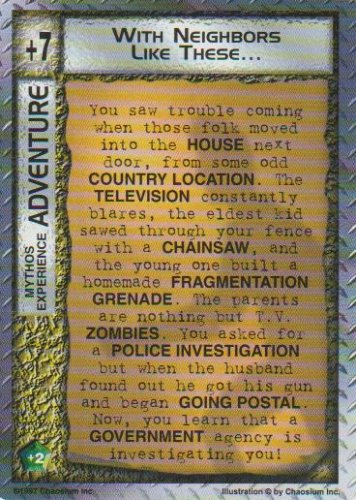 +7
WITH NEIGHBORS
LIKE THESE...
MYTHOS
EXPERIENCE
ADVENTURE
You saw trouble coming
when those folk moved
into the HOUSE next
door, from some odd
COUNTRY LOCATION. The
TELEVISION constantly
blares, the eldest kid
sawed through your fence
with a CHAINSAW, and
the young one built a
homemade FRAGMENTATION
GRENADE. The parents
are nothing but T.V.
ZOMBIES. You asked for
a POLICE INVESTIGATION
but when the husband
found out he got his gun
and began GOING POSTAL.
Now, you learn that a
GOVERNMENT agency is
investigating you!
+2
©1997 Chaosium Inc.
Illustration © by Chaosium Inc.